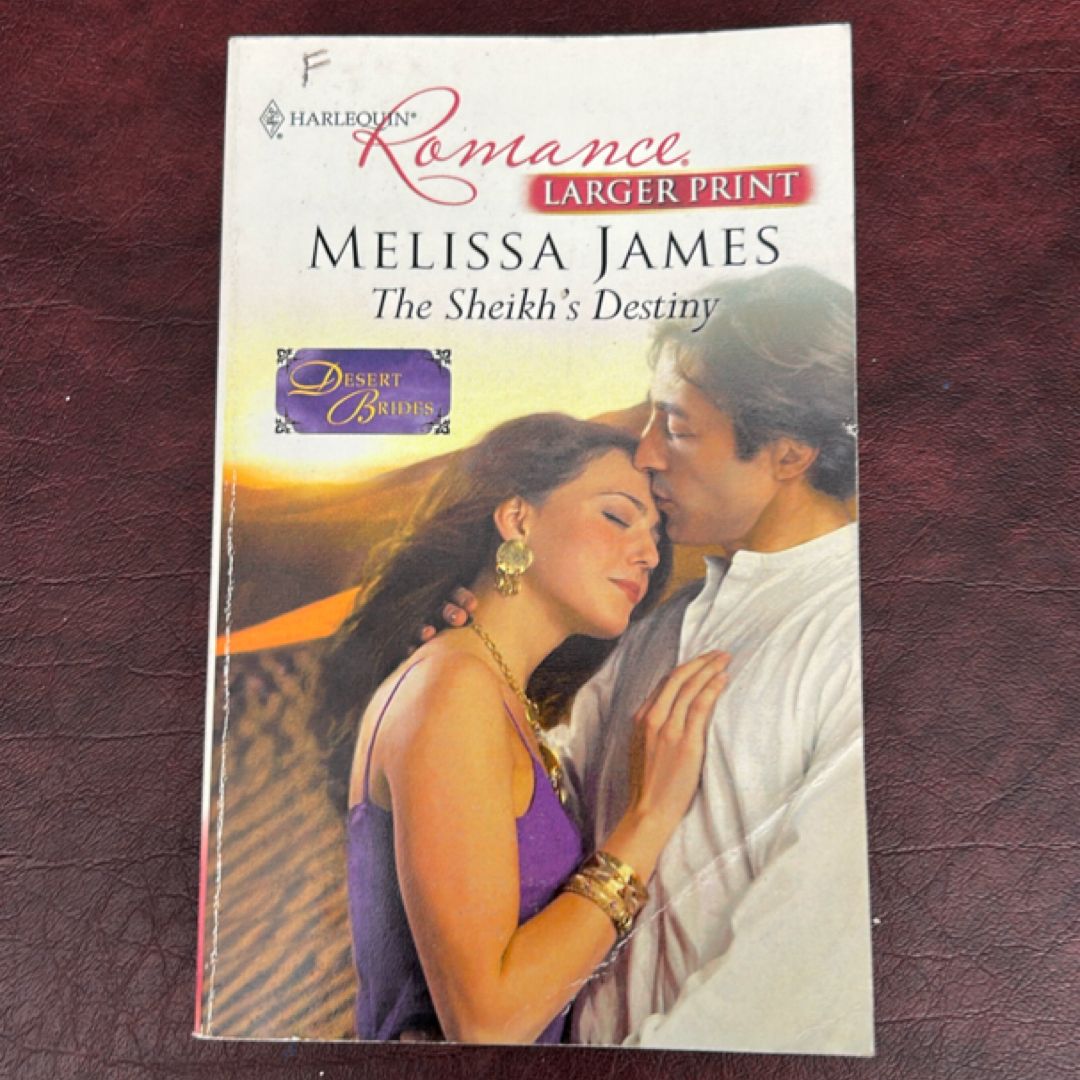 F
HARLEQUIN®
Romance®
LARGER PRINT
MELISSA JAMES
The Sheikh's Destiny
DESERT
BRIDES